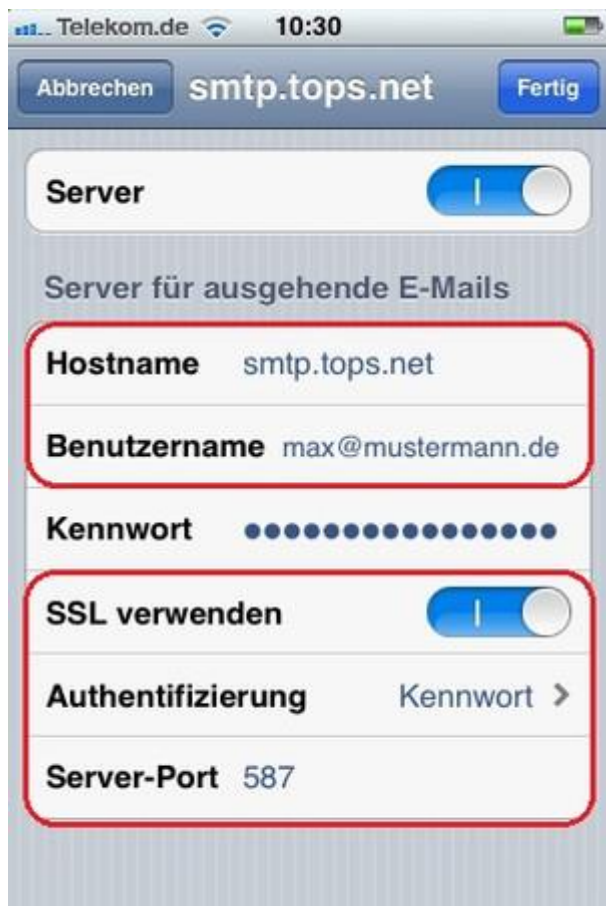 Telekom.de 10:30
Abbrechen smtp.tops.net Fertig
Server
Server für ausgehende E-Mails
Hostname smtp.tops.net
Benutzername max@mustermann.de
Kennwort ●●●●●●●●●●●●●●●●
SSL verwenden
Authentifizierung Kennwort
Server-Port 587